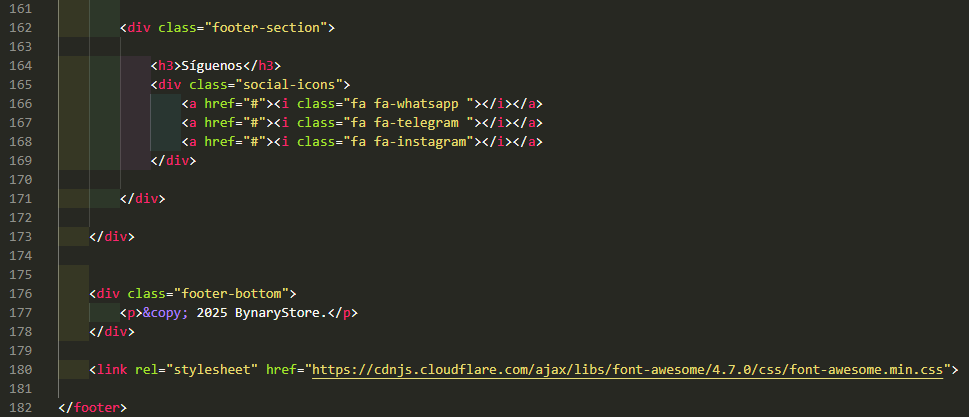 161
162 <div class="footer-section">
163
164 <h3>Síguenos</h3>
165 <div class="social-icons">
166 <a href="#"><i class="fa fa-whatsapp "></i></a>
167 <a href="#"><i class="fa fa-telegram "></i></a>
168 <a href="#"><i class="fa fa-instagram"></i></a>
169 </div>
170
171 </div>
172
173 </div>
174
175
176 <div class="footer-bottom">
177 <p>&copy; 2025 BynaryStore.</p>
178 </div>
179
180 <link rel="stylesheet" href="https://cdnjs.cloudflare.com/ajax/libs/font-awesome/4.7.0/css/font-awesome.min.css">
181
182 </footer>